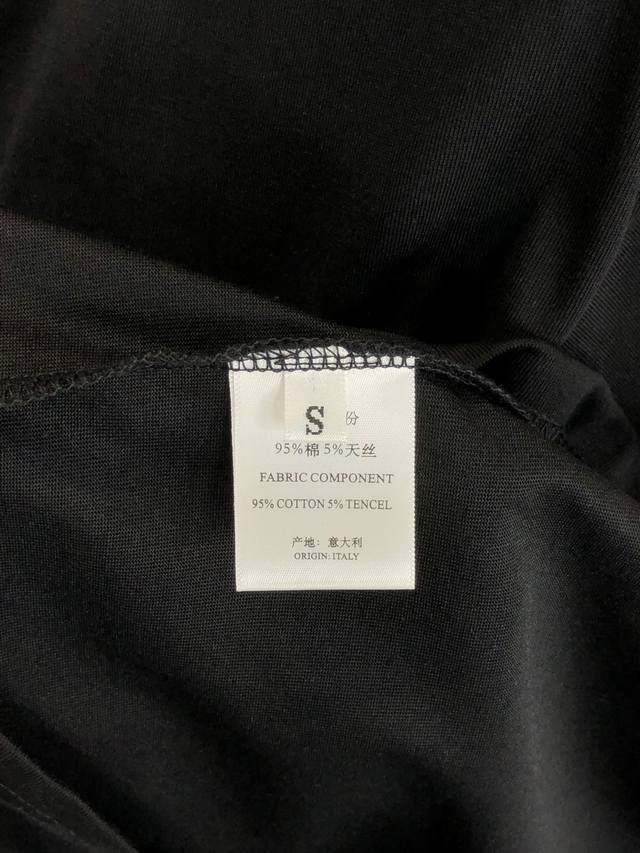 S 份
95%棉 5%天丝
FABRIC COMPONENT
95% COTTON 5% TENCEL
产地: 意大利
ORIGIN: ITALY